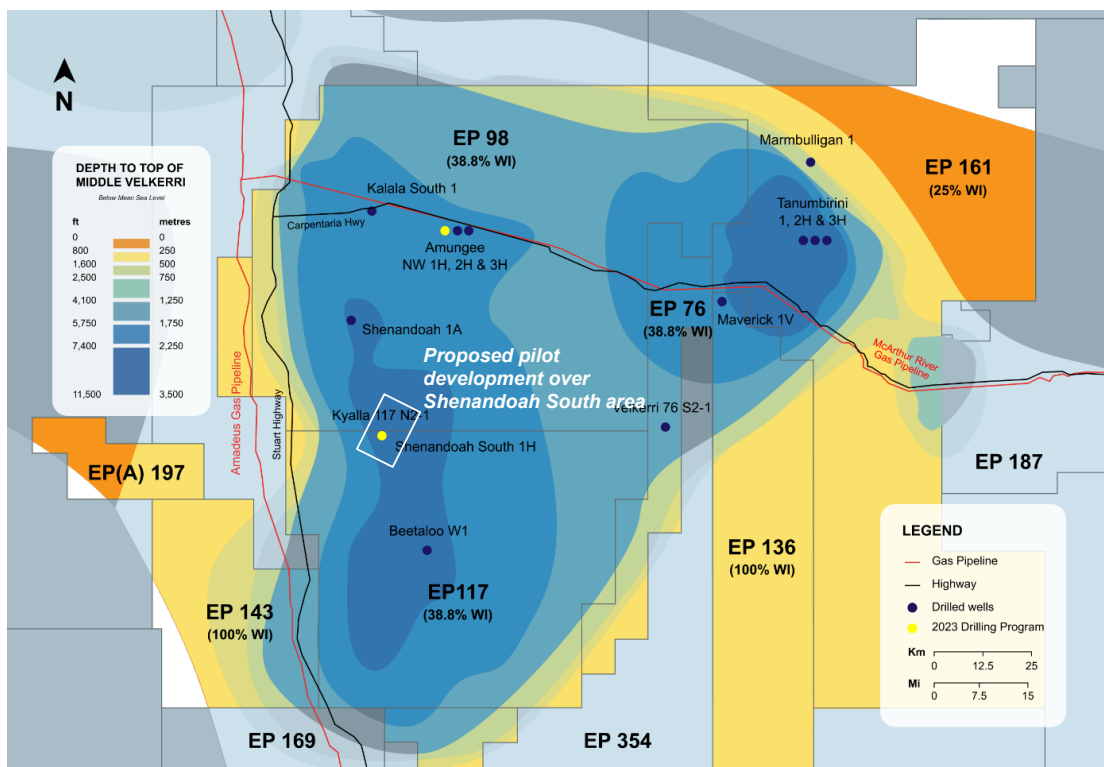 N
DEPTH TO TOP OF
MIDDLE VELKERRI
Below Mean Sea Level
ft metres
0 0
800 250
1,600 500
2,500 750
4,100 1,250
5,750 1,750
7,400 2,250
11,500 3,500
EP 98
(38.8% WI)
Marmbulligan 1
EP 161
(25% WI)
Kalala South 1
Tanumbirini
1, 2H & 3H
Carpentaria Hwy
Amungee
NW 1H, 2H & 3H
EP 76
(38.8% WI)
Maverick 1V
Shenandoah 1A
McArthur River
Gas Pipeline
Proposed pilot
development over
Shenandoah South area
Amadeus Gas Pipeline
Stuart Highway
Kyalla 117 N2-1
Velkerri 76 S2-1
Shenandoah South 1H
EP(A) 197
EP 187
Beetaloo W1
EP117
(38.8% WI)
EP 136
(100% WI)
EP 143
(100% WI)
LEGEND
Gas Pipeline
Highway
Drilled wells
2023 Drilling Program
Km
0 12.5 25
Mi
0 7.5 15
EP 169
EP 354